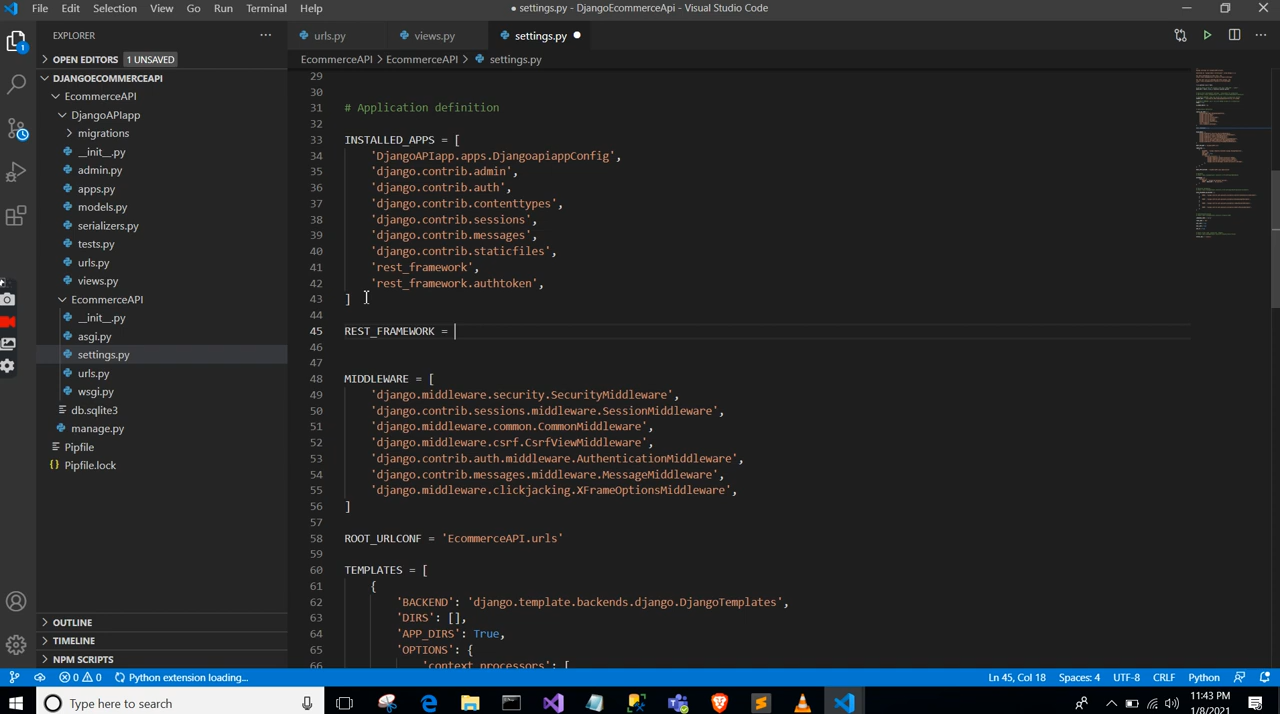 File Edit Selection View Go Run Terminal Help
● settings.py - DjangoEcommerceApi - Visual Studio Code
EXPLORER
urls.py
views.py
settings.py
OPEN EDITORS 1 UNSAVED
EcommerceAPI > EcommerceAPI > settings.py
DJANGOECOMMERCEAPI
EcommerceAPI
DjangoAPIapp
migrations
__init__.py
admin.py
apps.py
models.py
serializers.py
tests.py
urls.py
views.py
EcommerceAPI
__init__.py
asgi.py
settings.py
urls.py
wsgi.py
db.sqlite3
manage.py
Pipfile
Pipfile.lock
OUTLINE
TIMELINE
NPM SCRIPTS
1
29
30
31 # Application definition
32
33 INSTALLED_APPS = [
34 'DjangoAPIapp.apps.DjangoapiappConfig',
35 'django.contrib.admin',
36 'django.contrib.auth',
37 'django.contrib.contenttypes',
38 'django.contrib.sessions',
39 'django.contrib.messages',
40 'django.contrib.staticfiles',
41 'rest_framework',
42 'rest_framework.authtoken',
43 ]
44
45 REST_FRAMEWORK =
46
47
48 MIDDLEWARE = [
49 'django.middleware.security.SecurityMiddleware',
50 'django.contrib.sessions.middleware.SessionMiddleware',
51 'django.middleware.common.CommonMiddleware',
52 'django.middleware.csrf.CsrfViewMiddleware',
53 'django.contrib.auth.middleware.AuthenticationMiddleware',
54 'django.contrib.messages.middleware.MessageMiddleware',
55 'django.middleware.clickjacking.XFrameOptionsMiddleware',
56 ]
57
58 ROOT_URLCONF = 'EcommerceAPI.urls'
59
60 TEMPLATES = [
61 {
62 'BACKEND': 'django.template.backends.django.DjangoTemplates',
63 'DIRS': [],
64 'APP_DIRS': True,
65 'OPTIONS': {
66 'context_processors': [
0 0 Python extension loading...
Ln 45, Col 18 Spaces: 4 UTF-8 CRLF Python
Type here to search
11:43 PM
1/8/2021